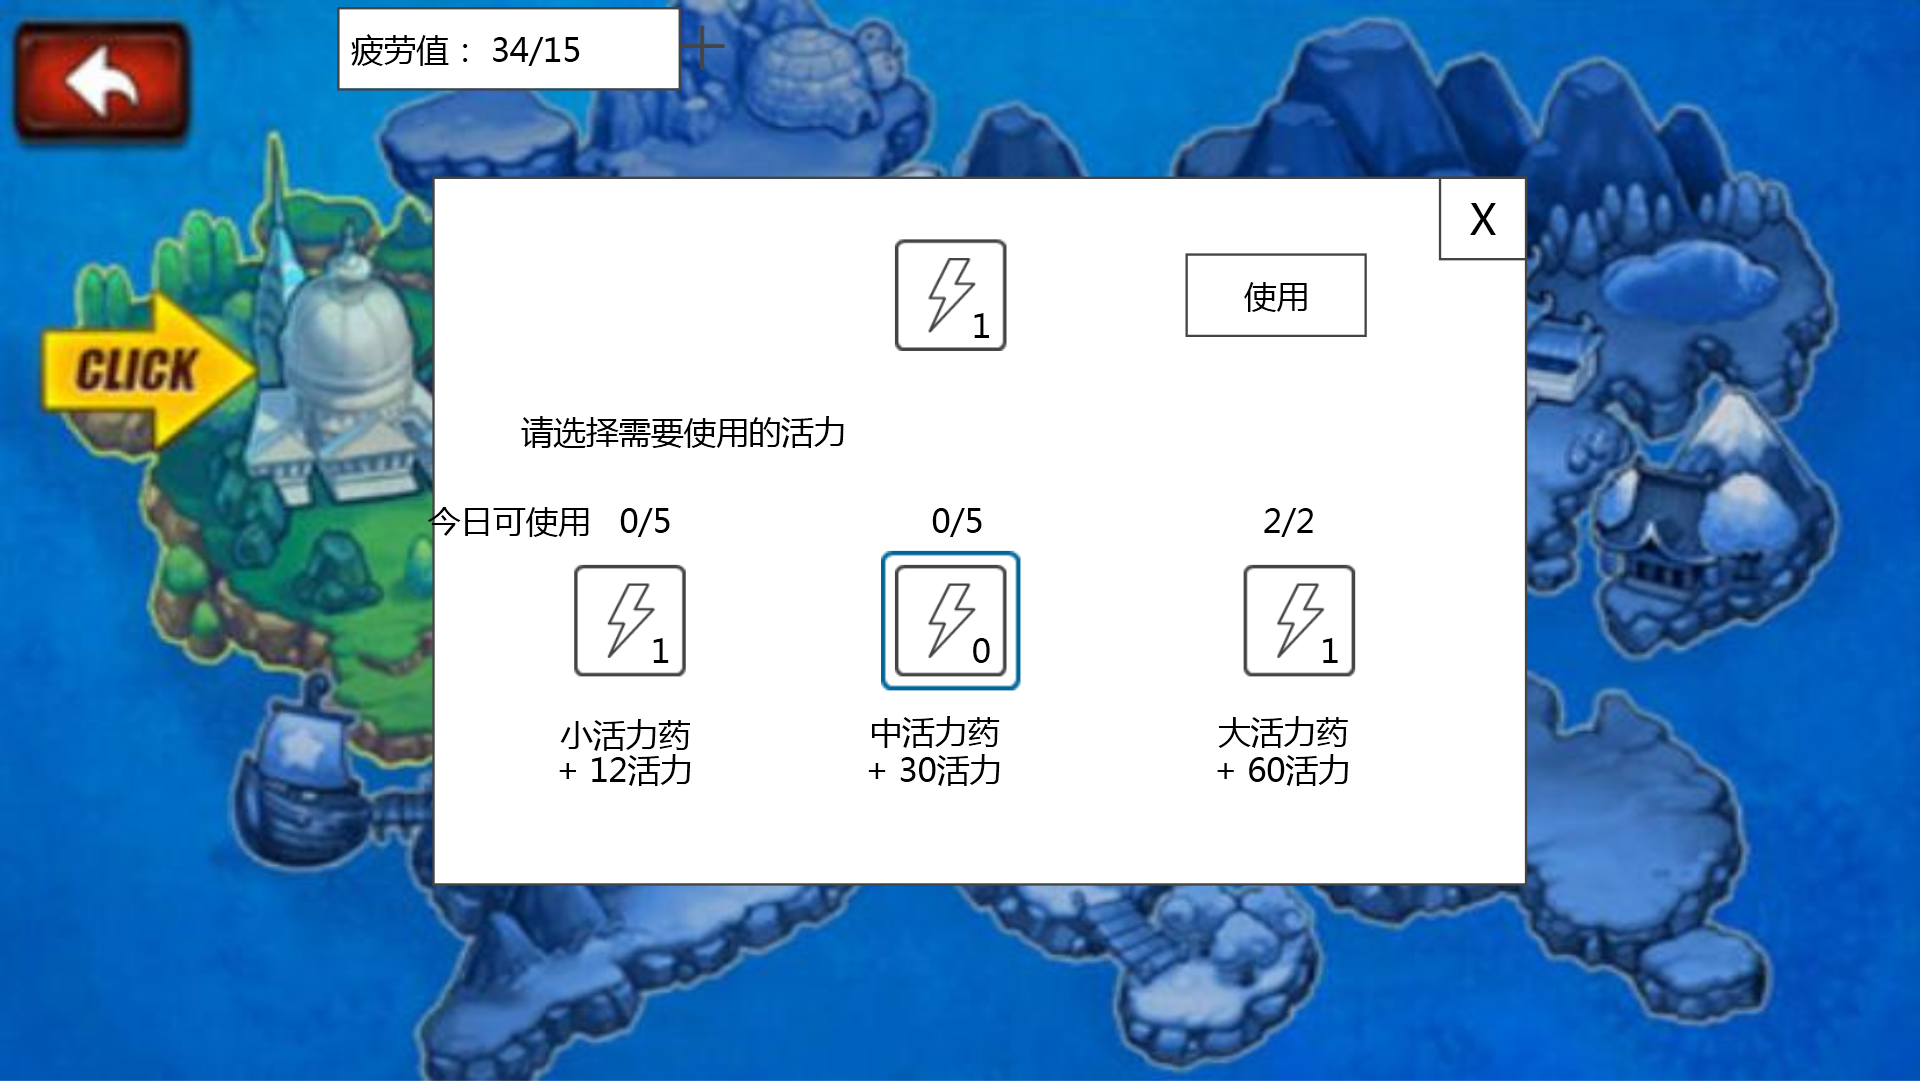 疲劳值： 34/15
X
1
使用
CLICK
请选择需要使用的活力
今日可使用 0/5 0/5 2/2
1 0 1
小活力药 中活力药 大活力药
+ 12活力 + 30活力 + 60活力